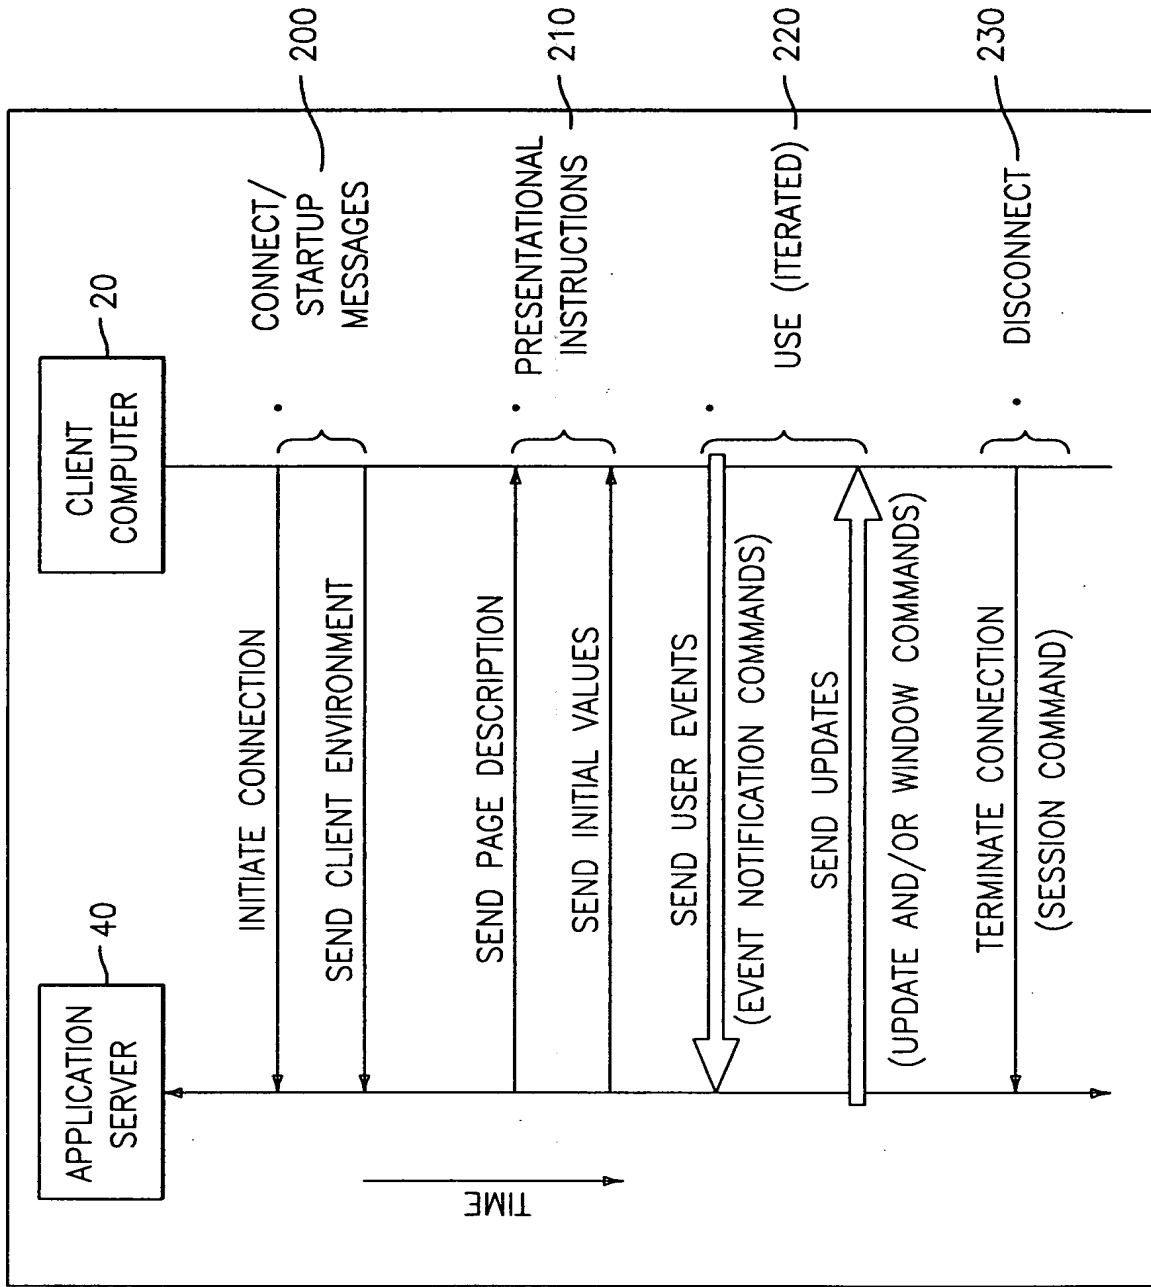 APPLICATION
SERVER
40
CLIENT
COMPUTER
20
TIME
INITIATE CONNECTION
SEND CLIENT ENVIRONMENT
CONNECT/
STARTUP
MESSAGES
200
SEND PAGE DESCRIPTION
SEND INITIAL VALUES
PRESENTATIONAL
INSTRUCTIONS
210
SEND USER EVENTS
(EVENT NOTIFICATION COMMANDS)
SEND UPDATES
(UPDATE AND/OR WINDOW COMMANDS)
USE (ITERATED)
220
TERMINATE CONNECTION
(SESSION COMMAND)
DISCONNECT
230